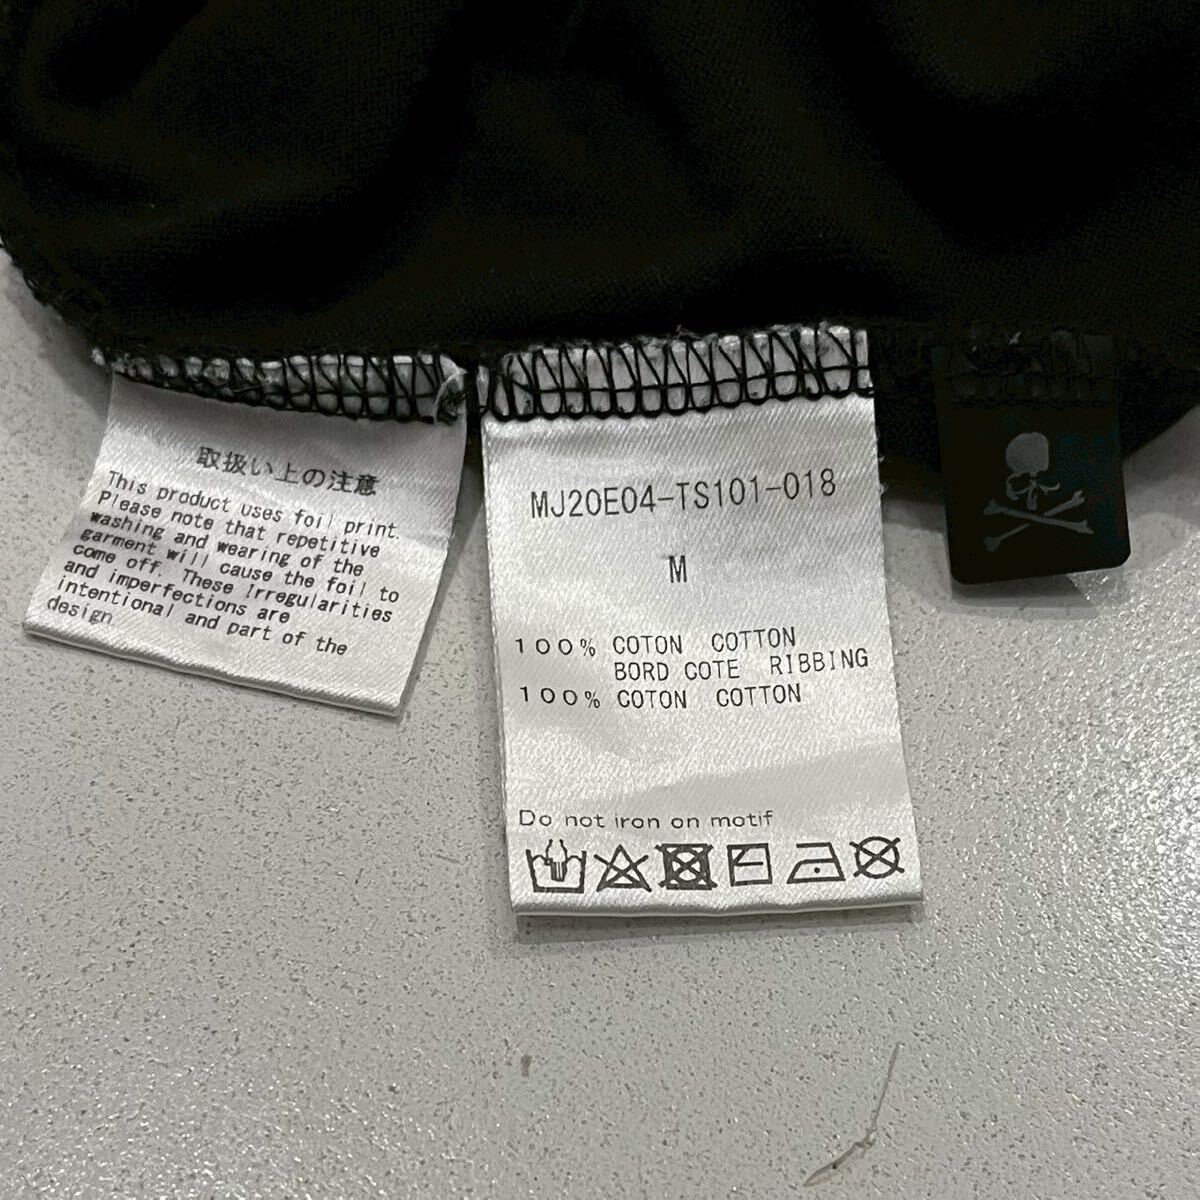 取扱い上の注意
This product uses foil print.
Please note that repetitive
washing and wearing of the
garment will cause the foil to
come off. These Irregularities
and imperfections are
intentional and part of the
design
MJ20E04-TS101-018
M
100% COTON COTTON
BORD COTE RIBBING
100% COTON COTTON
Do not iron on motif